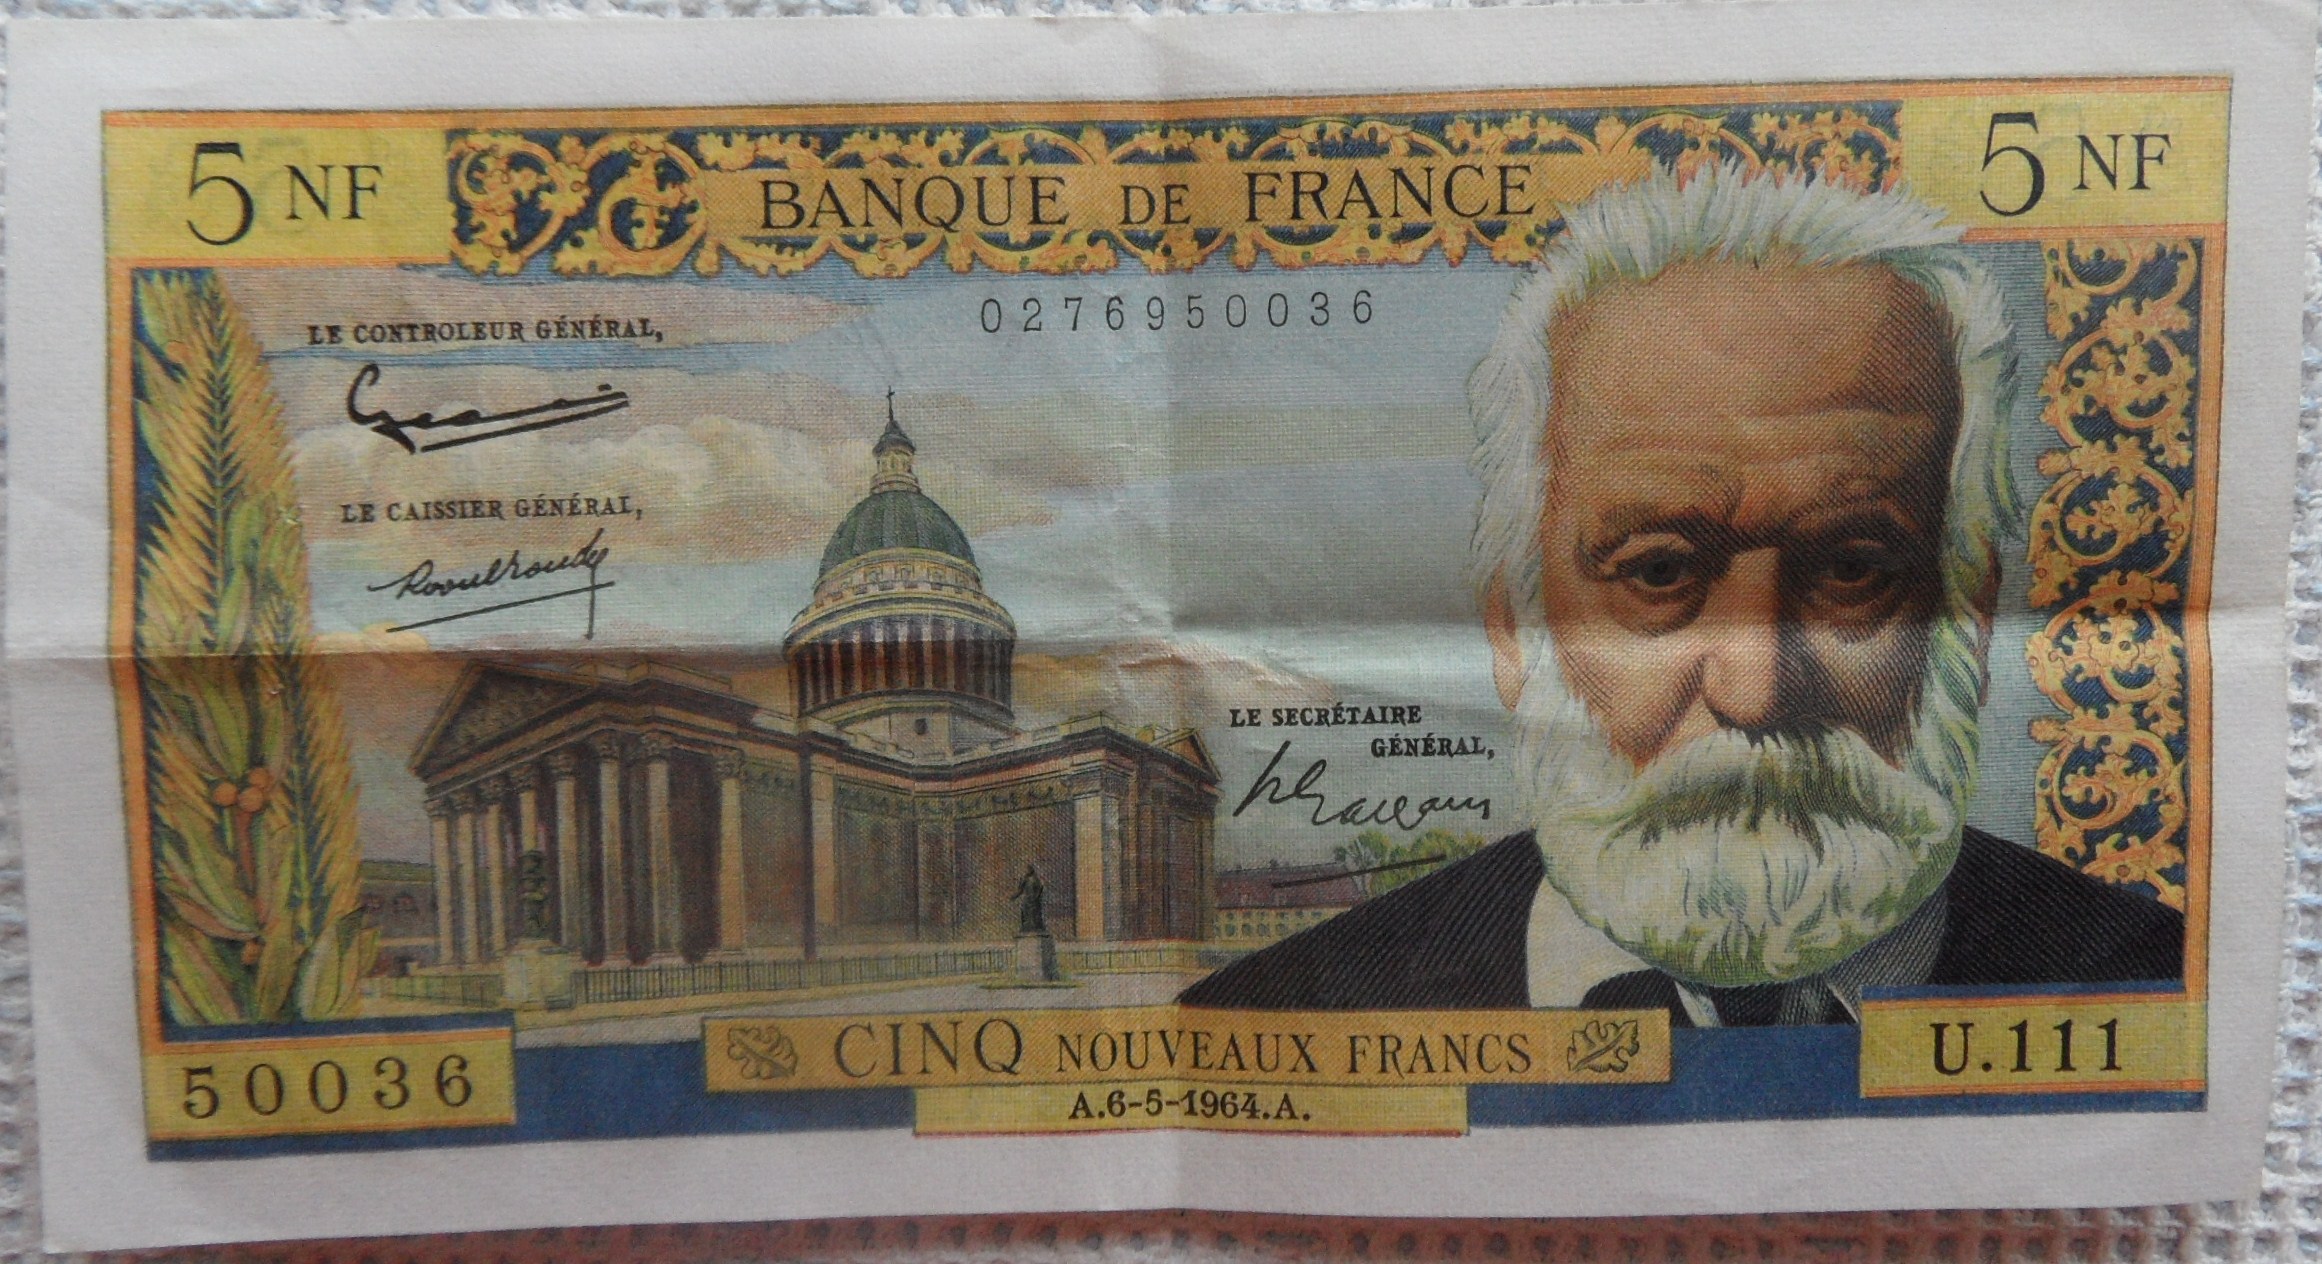 5 NF
BANQUE DE FRANCE
5 NF
0276950036
LE CONTROLEUR GÉNÉRAL,
LE CAISSIER GÉNÉRAL,
LE SECRÉTAIRE
GÉNÉRAL,
50036
CINQ NOUVEAUX FRANCS
U.111
A.6-5-1964.A.